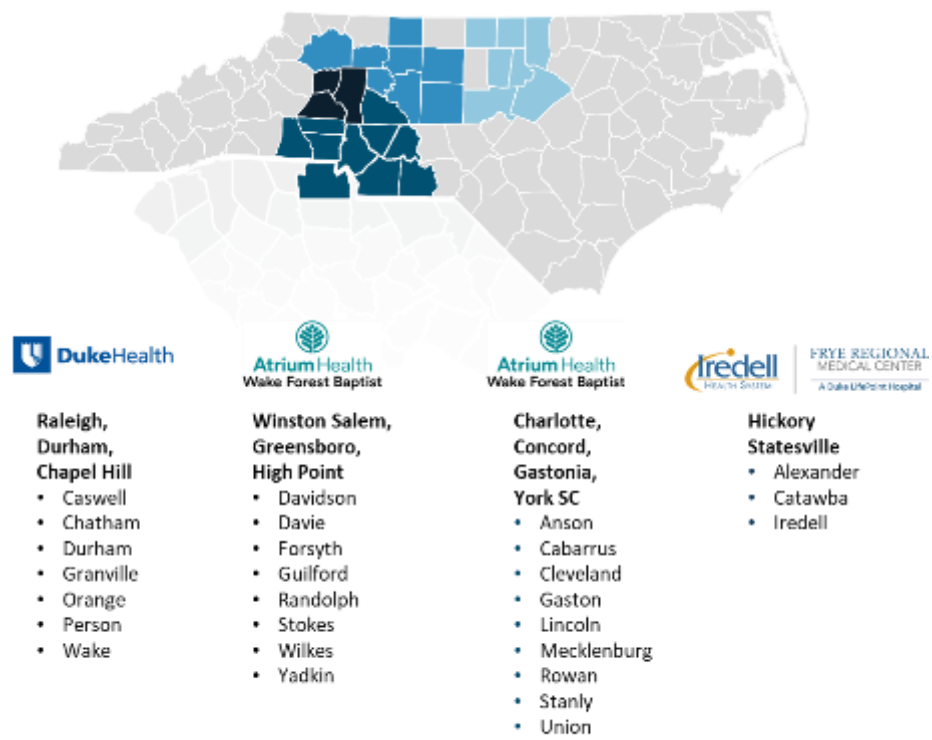 DukeHealth
Atrium Health
Wake Forest Baptist
Atrium Health
Wake Forest Baptist
Iredell
HEALTH SYSTEM
FRYE REGIONAL
MEDICAL CENTER
A Duke LifePoint Hospital
Raleigh,
Durham,
Chapel Hill
• Caswell
• Chatham
• Durham
• Granville
• Orange
• Person
• Wake
Winston Salem,
Greensboro,
High Point
• Davidson
• Davie
• Forsyth
• Guilford
• Randolph
• Stokes
• Wilkes
• Yadkin
Charlotte,
Concord,
Gastonia,
York SC
• Anson
• Cabarrus
• Cleveland
• Gaston
• Lincoln
• Mecklenburg
• Rowan
• Stanly
• Union
Hickory
Statesville
• Alexander
• Catawba
• Iredell